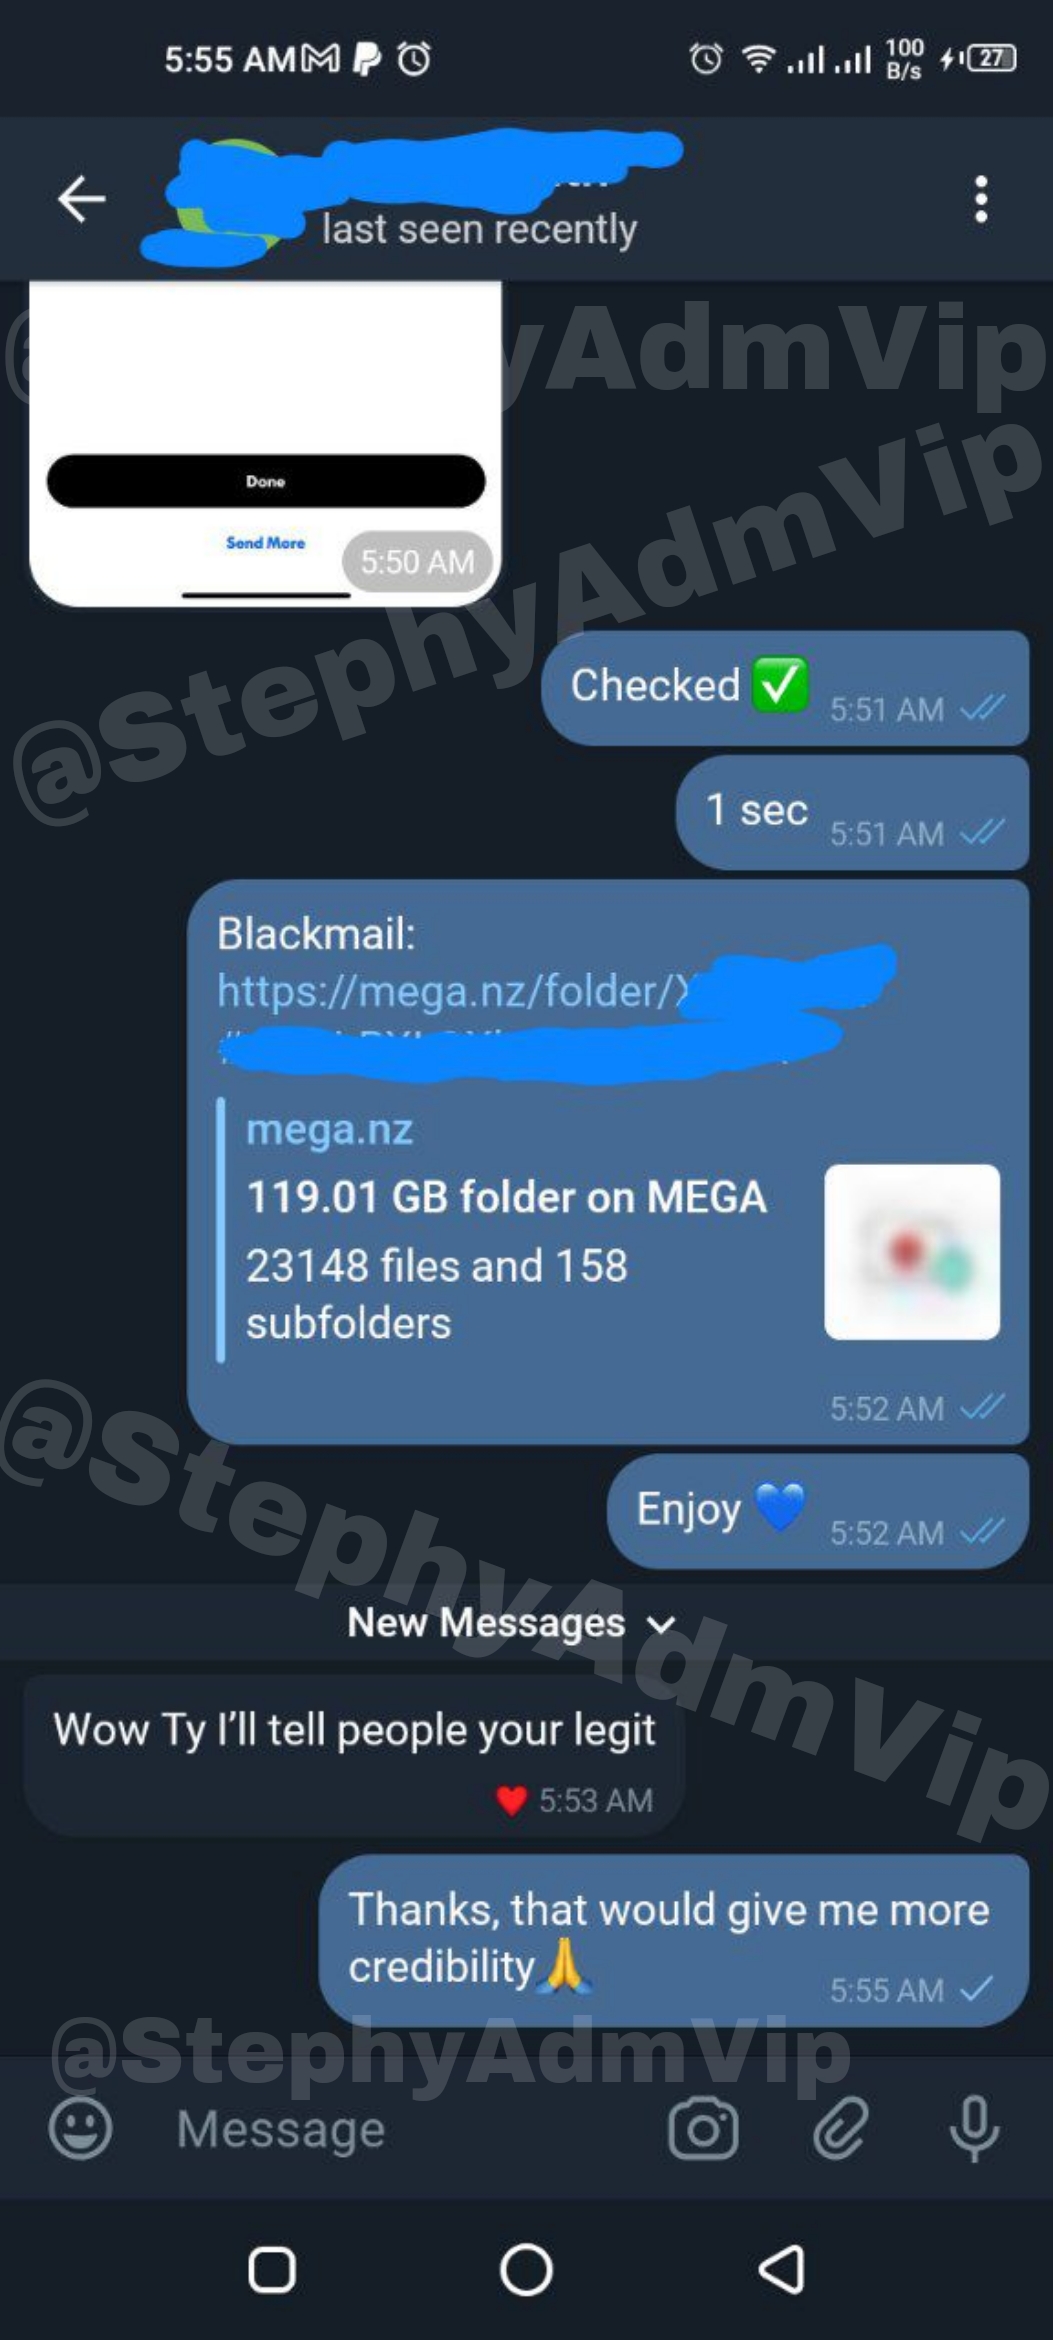 5:55 AM
100
B/s
27
last seen recently
yAdmVip
Done
Send More
5:50 AM
@StephyAdmVip
Checked ✅ 5:51 AM
1 sec 5:51 AM
Blackmail:
https://mega.nz/folder/X
mega.nz
119.01 GB folder on MEGA
23148 files and 158
subfolders
5:52 AM
@StephyAdmVip
Enjoy 💙 5:52 AM
New Messages
Wow Ty I'll tell people your legit
❤️ 5:53 AM
Thanks, that would give me more
credibility🙏 5:55 AM
@StephyAdmVip
Message